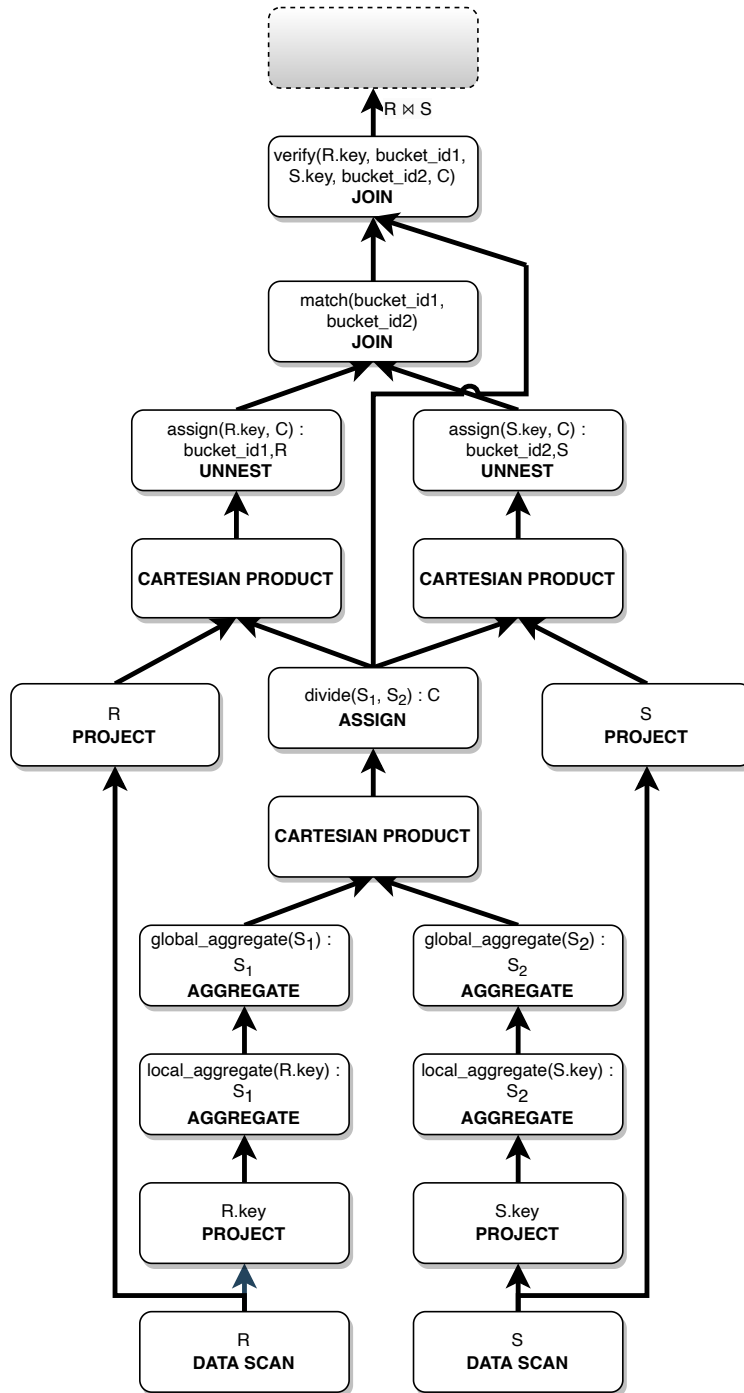 R ⋈ S
verify(R.key, bucket_id1,
S.key, bucket_id2, C)
JOIN
match(bucket_id1,
bucket_id2)
JOIN
assign(R.key, C) :
bucket_id1,R
UNNEST
assign(S.key, C) :
bucket_id2,S
UNNEST
CARTESIAN PRODUCT
CARTESIAN PRODUCT
R
PROJECT
divide(S₁, S₂) : C
ASSIGN
S
PROJECT
CARTESIAN PRODUCT
global_aggregate(S₁) :
S₁
AGGREGATE
global_aggregate(S₂) :
S₂
AGGREGATE
local_aggregate(R.key) :
S₁
AGGREGATE
local_aggregate(S.key) :
S₂
AGGREGATE
R.key
PROJECT
S.key
PROJECT
R
DATA SCAN
S
DATA SCAN